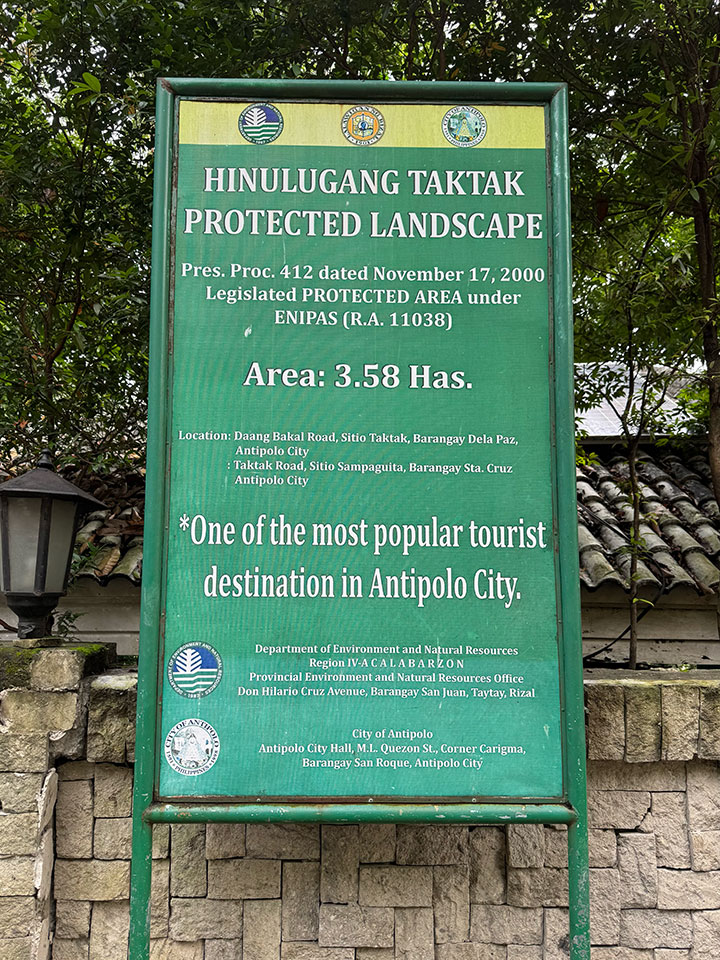 HINULUGANG TAKTAK
PROTECTED LANDSCAPE
Pres. Proc. 412 dated November 17, 2000
Legislated PROTECTED AREA under
ENIPAS (R.A. 11038)
Area: 3.58 Has.
Location: Daang Bakal Road, Sitio Taktak, Barangay Dela Paz,
Antipolo City
: Taktak Road, Sitio Sampaguita, Barangay Sta. Cruz
Antipolo City
*One of the most popular tourist
destination in Antipolo City.
Department of Environment and Natural Resources
Region IV-A C A L A B A R Z O N
Provincial Environment and Natural Resources Office
Don Hilario Cruz Avenue, Barangay San Juan, Taytay, Rizal
CITY OF ANTIPOLO
City of Antipolo
Antipolo City Hall, M.L. Quezon St., Corner Carigma,
Barangay San Roque, Antipolo City